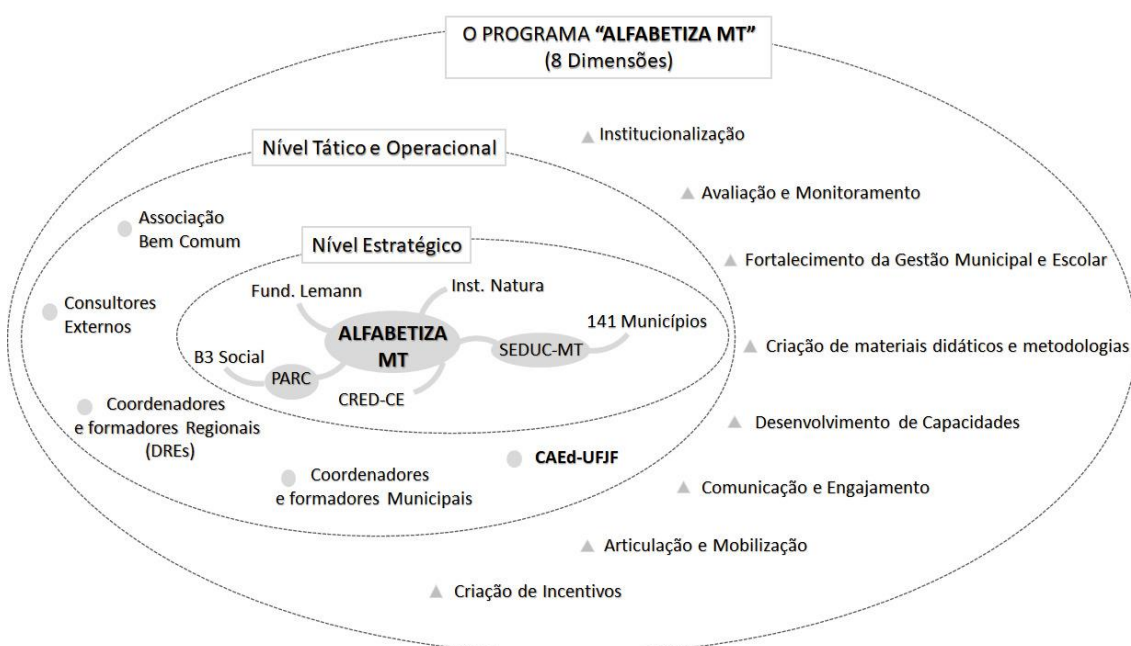 O PROGRAMA “ALFABETIZA MT”
(8 Dimensões)
Institucionalização
Nível Tático e Operacional
Avaliação e Monitoramento
Associação
Bem Comum
Nível Estratégico
Fortalecimento da Gestão Municipal e Escolar
Fund. Lemann
Inst. Natura
Consultores
Externos
141 Municípios
ALFABETIZA
MT
SEDUC-MT
Criação de materiais didáticos e metodologias
B3 Social
PARC
CRED-CE
Coordenadores
e formadores Regionais
(DREs)
Desenvolvimento de Capacidades
CAEd-UFJF
Coordenadores
e formadores Municipais
Comunicação e Engajamento
Articulação e Mobilização
Criação de Incentivos